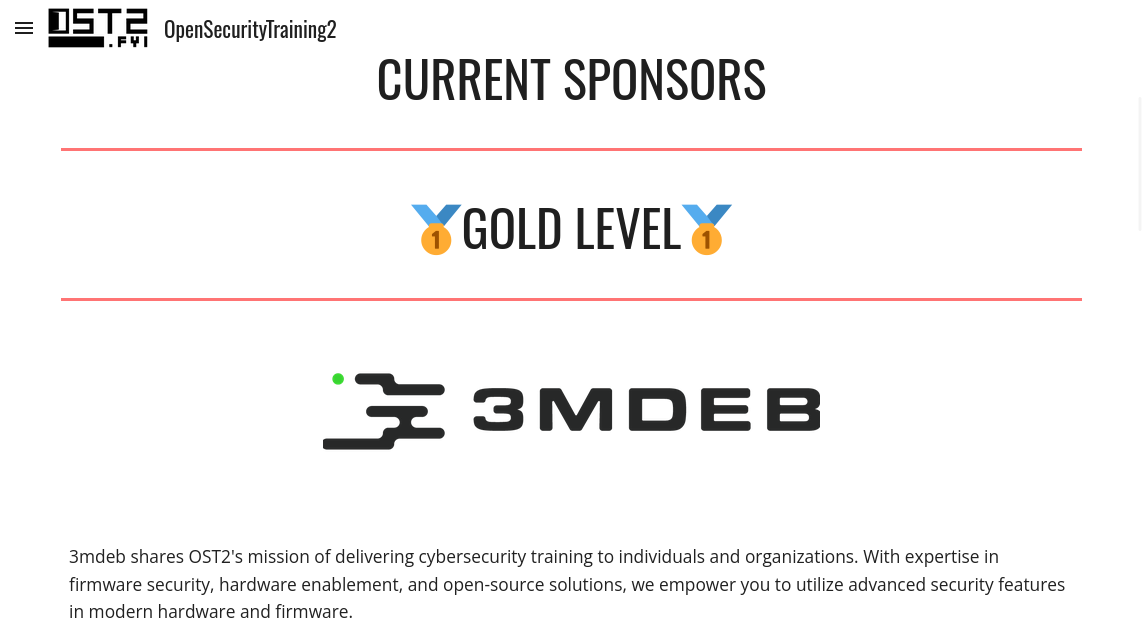 OST2
.FYI
OpenSecurityTraining2
CURRENT SPONSORS
🥇GOLD LEVEL🥇
3MDEB
3mdeb shares OST2's mission of delivering cybersecurity training to individuals and organizations. With expertise in
firmware security, hardware enablement, and open-source solutions, we empower you to utilize advanced security features
in modern hardware and firmware.